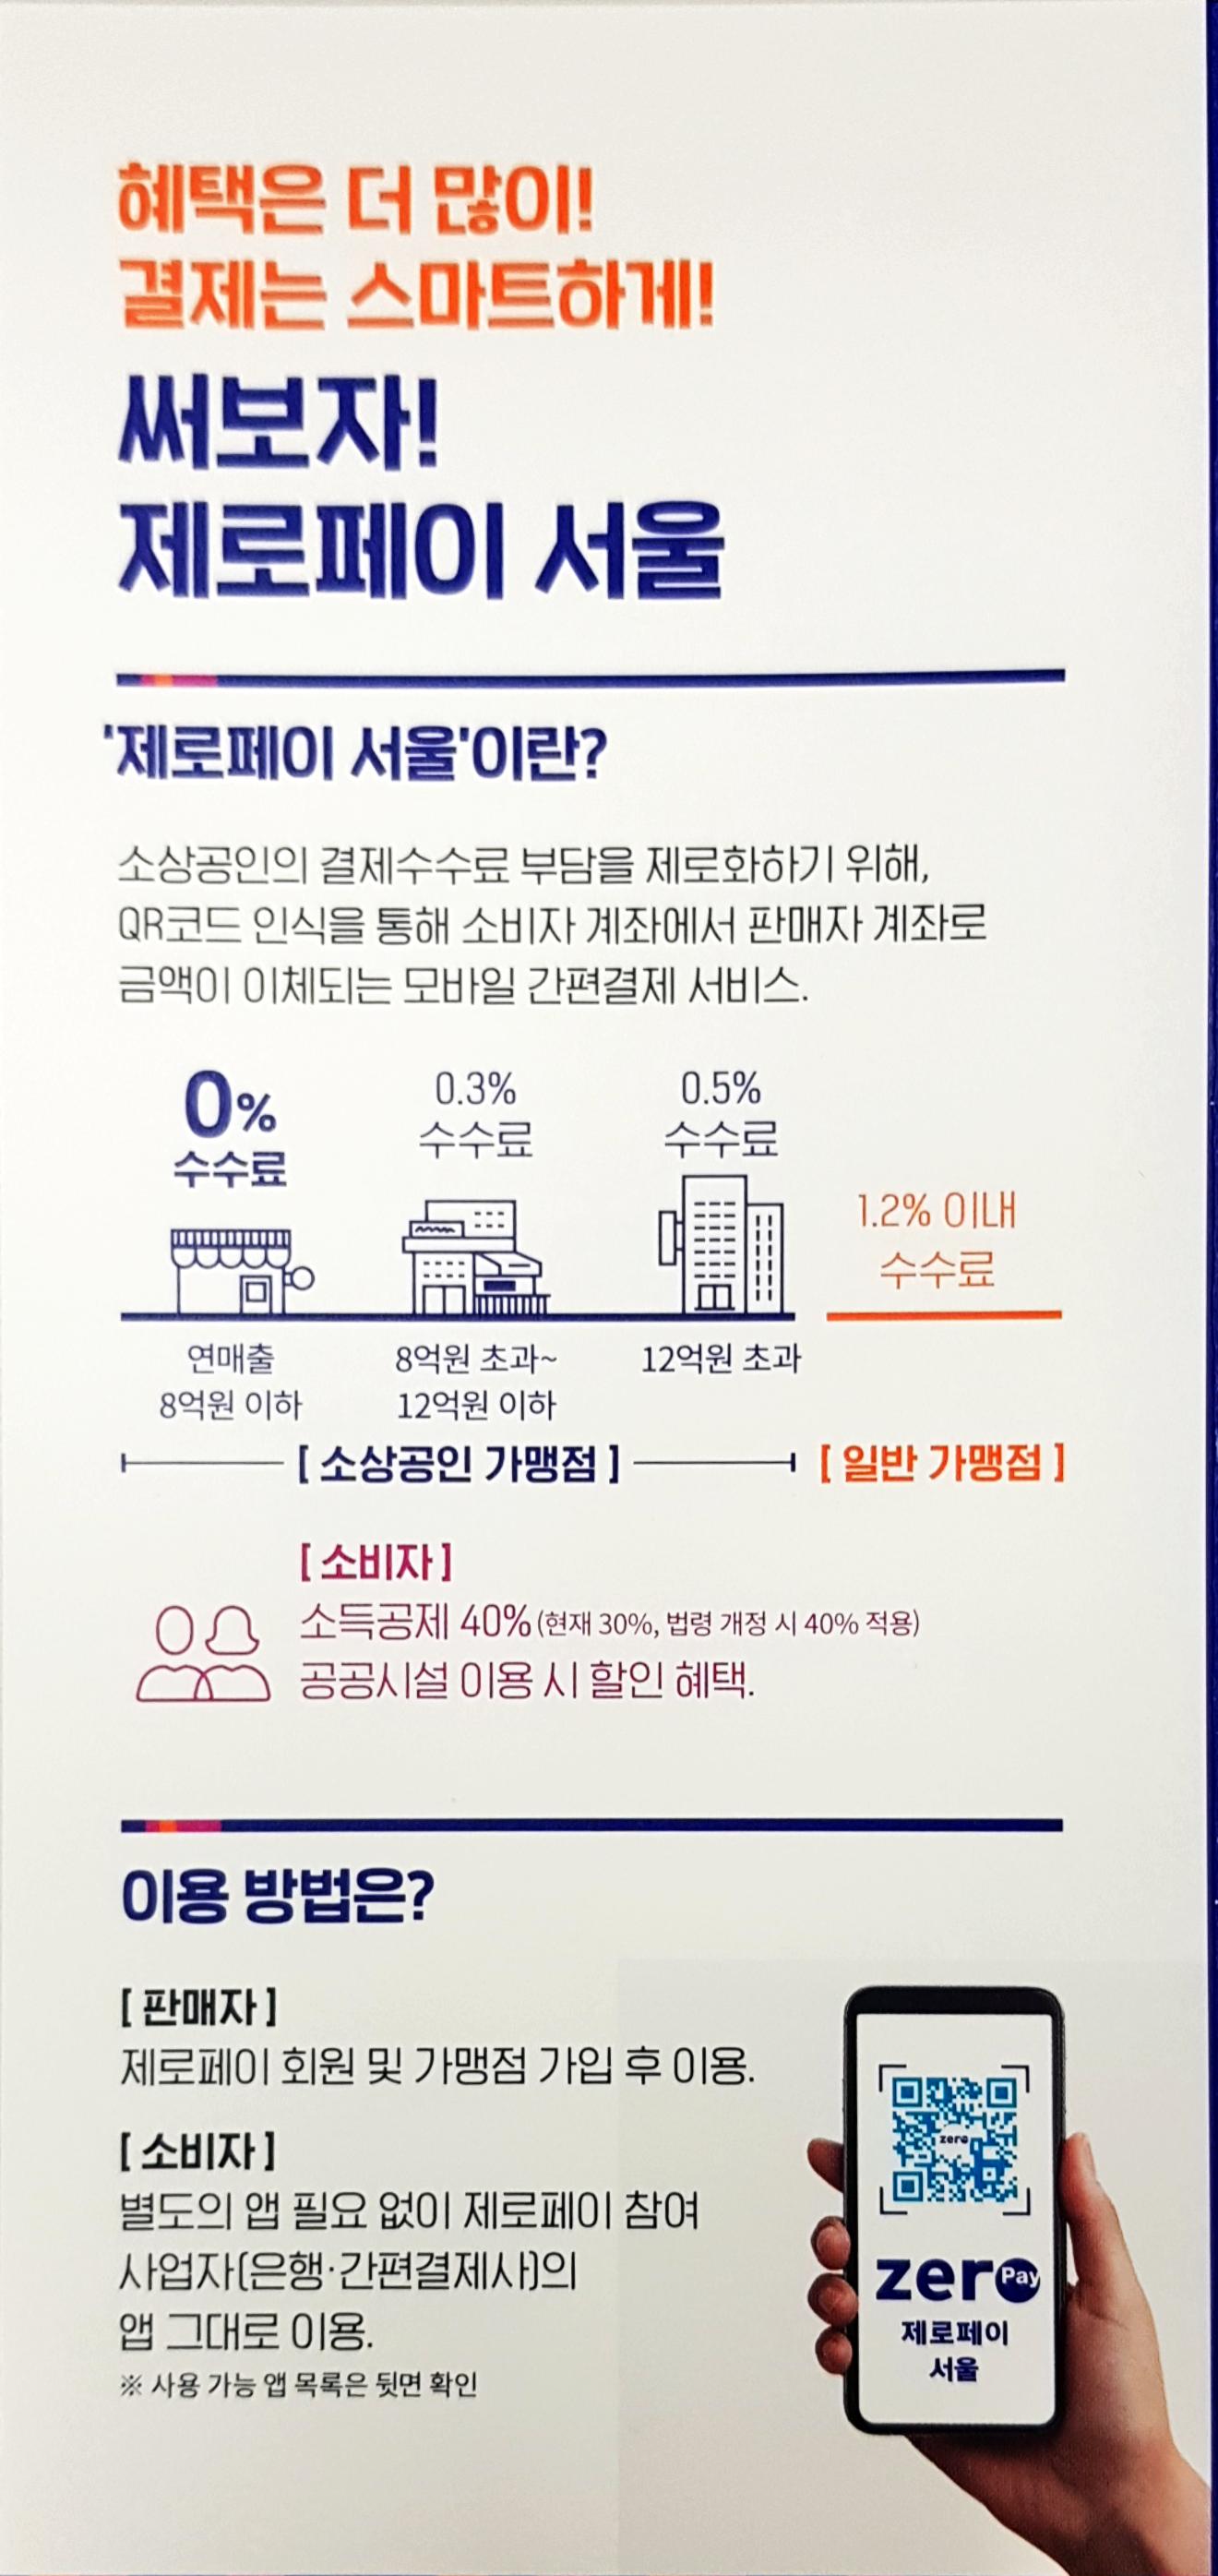 혜택은 더 많이!
결제는 스마트하게!
써보자!
제로페이 서울
'제로페이 서울'이란?
소상공인의 결제수수료 부담을 제로화하기 위해,
QR코드 인식을 통해 소비자 계좌에서 판매자 계좌로
금액이 이체되는 모바일 간편결제 서비스.
0%
수수료
0.3%
수수료
0.5%
수수료
1.2% 이내
수수료
연매출
8억원 이하
8억원 초과~
12억원 이하
12억원 초과
[ 소상공인 가맹점 ]
[ 일반 가맹점 ]
[ 소비자 ]
소득공제 40% (현재 30%, 법령 개정 시 40% 적용)
공공시설 이용 시 할인 혜택.
이용 방법은?
[ 판매자 ]
제로페이 회원 및 가맹점 가입 후 이용.
[ 소비자 ]
별도의 앱 필요 없이 제로페이 참여
사업자(은행·간편결제사)의
앱 그대로 이용.
※ 사용 가능 앱 목록은 뒷면 확인
zero
zero Pay
제로페이
서울